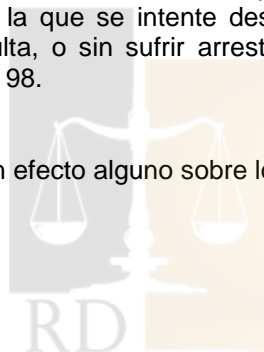 la que se intente des
ulta, o sin sufrir arrest
98.
n efecto alguno sobre lo
RD